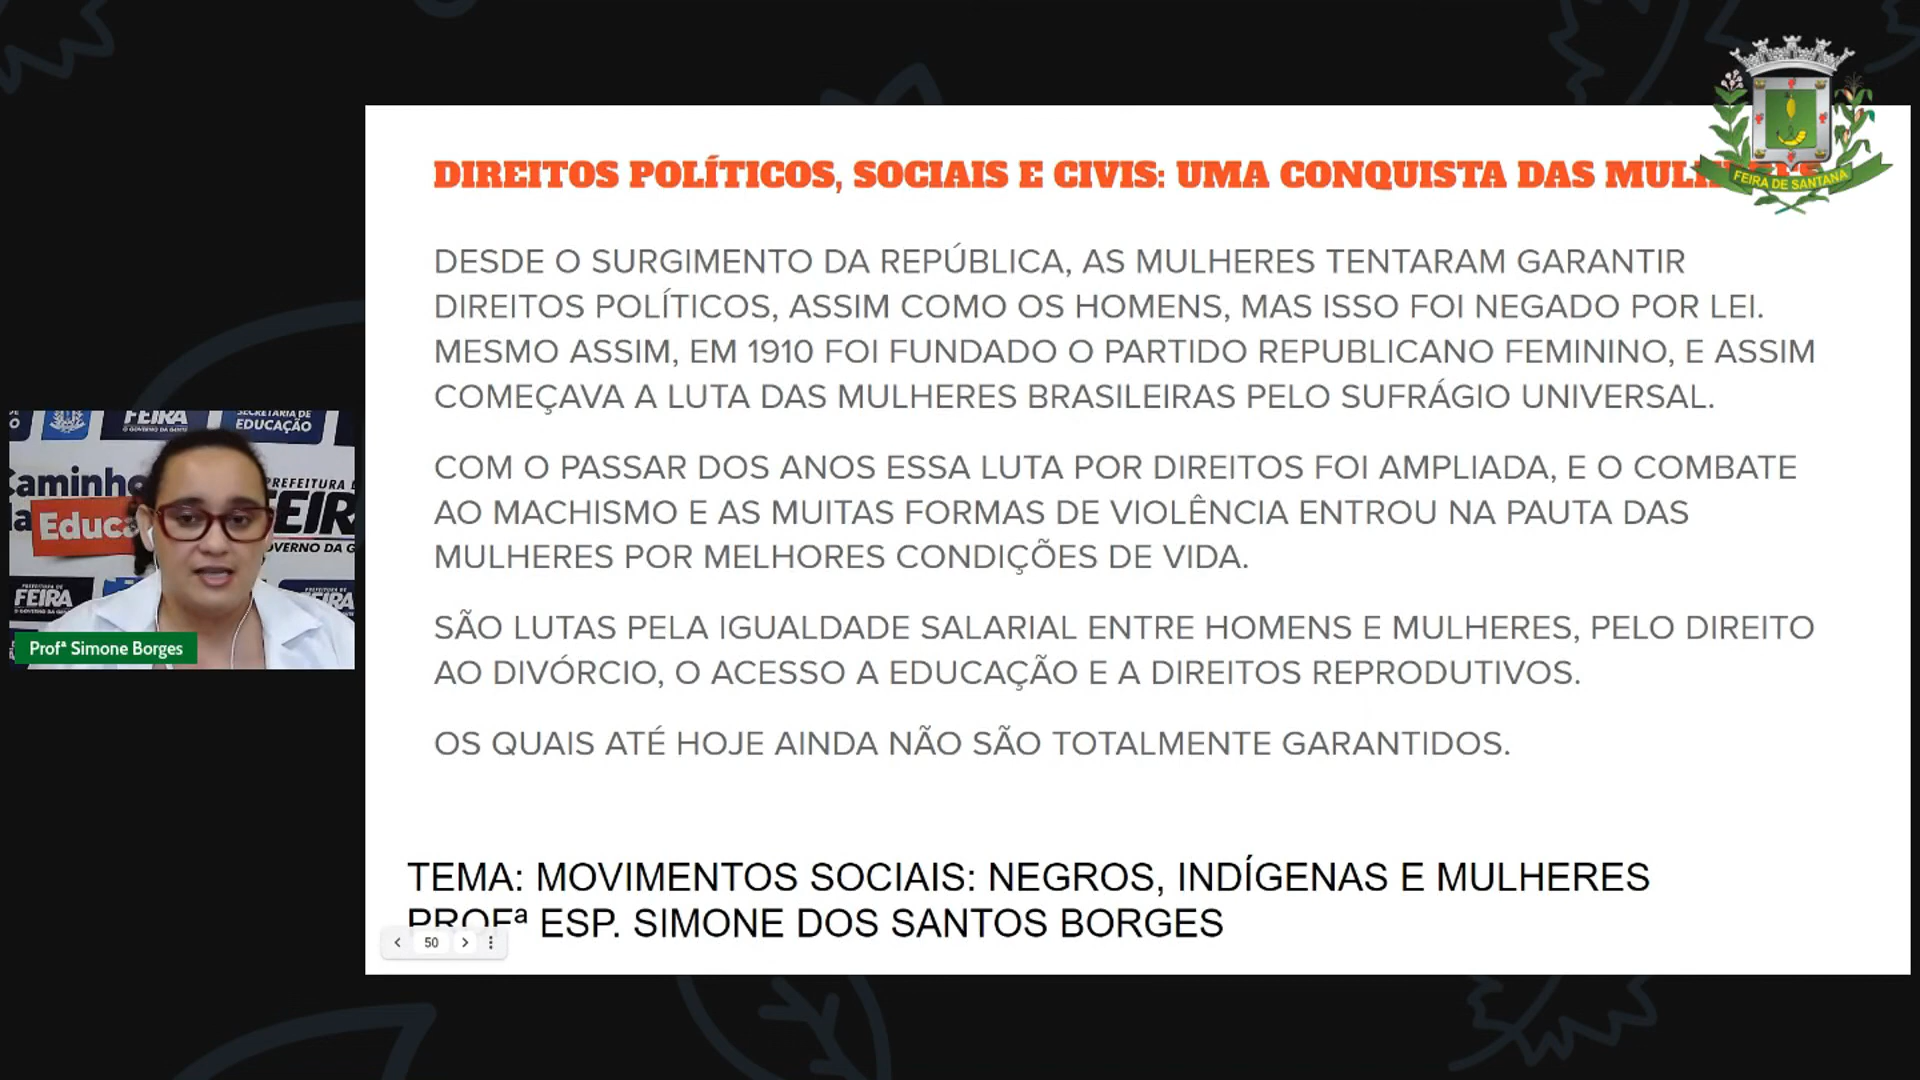 DIREITOS POLÍTICOS, SOCIAIS E CIVIS: UMA CONQUISTA DAS
FEIRA DE SANTANA
DESDE O SURGIMENTO DA REPÚBLICA, AS MULHERES TENTARAM GARANTIR
DIREITOS POLÍTICOS, ASSIM COMO OS HOMENS, MAS ISSO FOI NEGADO POR LEI.
MESMO ASSIM, EM 1910 FOI FUNDADO O PARTIDO REPUBLICANO FEMININO, E ASSIM
COMEÇAVA A LUTA DAS MULHERES BRASILEIRAS PELO SUFRÁGIO UNIVERSAL.
COM O PASSAR DOS ANOS ESSA LUTA POR DIREITOS FOI AMPLIADA, E O COMBATE
AO MACHISMO E AS MUITAS FORMAS DE VIOLÊNCIA ENTROU NA PAUTA DAS
MULHERES POR MELHORES CONDIÇÕES DE VIDA.
SÃO LUTAS PELA IGUALDADE SALARIAL ENTRE HOMENS E MULHERES, PELO DIREITO
AO DIVÓRCIO, O ACESSO A EDUCAÇÃO E A DIREITOS REPRODUTIVOS.
OS QUAIS ATÉ HOJE AINDA NÃO SÃO TOTALMENTE GARANTIDOS.
TEMA: MOVIMENTOS SOCIAIS: NEGROS, INDÍGENAS E MULHERES
PROFª ESP. SIMONE DOS SANTOS BORGES
50
FEIRA
SECRETARIA DE
EDUCAÇÃO
PREFEITURA DE
FEIRA
Profª Simone Borges